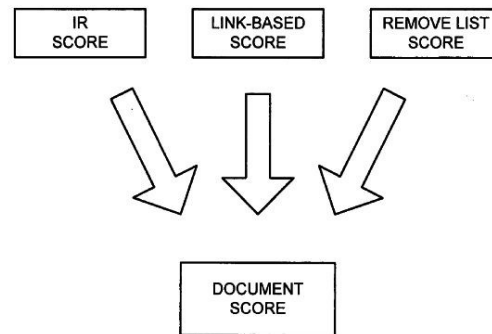 IR
SCORE
LINK-BASED
SCORE
REMOVE LIST
SCORE
DOCUMENT
SCORE